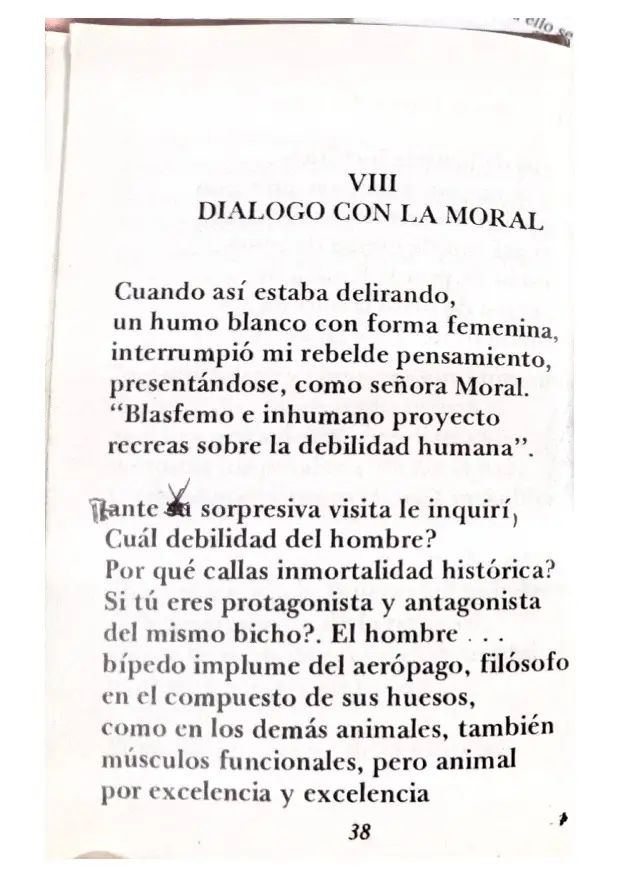 ello se
VIII
DIALOGO CON LA MORAL
Cuando así estaba delirando,
un humo blanco con forma femenina,
interrumpió mi rebelde pensamiento,
presentándose, como señora Moral.
“Blasfemo e inhumano proyecto
recreas sobre la debilidad humana”.
ante sorpresiva visita le inquirí,
Cuál debilidad del hombre?
Por qué callas inmortalidad histórica?
Si tú eres protagonista y antagonista
del mismo bicho?. El hombre . . .
bípedo implume del aerópago, filósofo
en el compuesto de sus huesos,
como en los demás animales, también
músculos funcionales, pero animal
por excelencia y excelencia
38